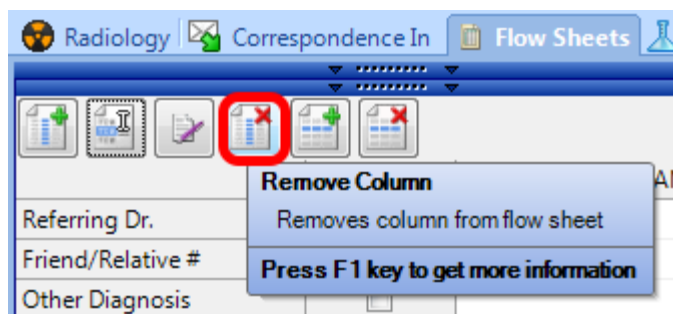 Radiology Correspondence In Flow Sheets
Remove Column
Referring Dr.
Removes column from flow sheet
Friend/Relative #
Press F1 key to get more information
Other Diagnosis